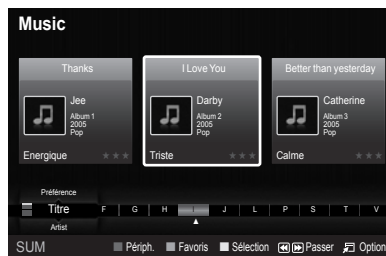 Music
Thanks
I Love You
Better than yesterday
Jee
Album 1
2005
Pop
Energique
Darby
Album 2
2005
Pop
Triste
Catherine
Album 3
2005
Pop
Calme
Préférence
Titre F G H I J L P S T V
Artist
SUM Périph. Favoris Sélection Passer Option